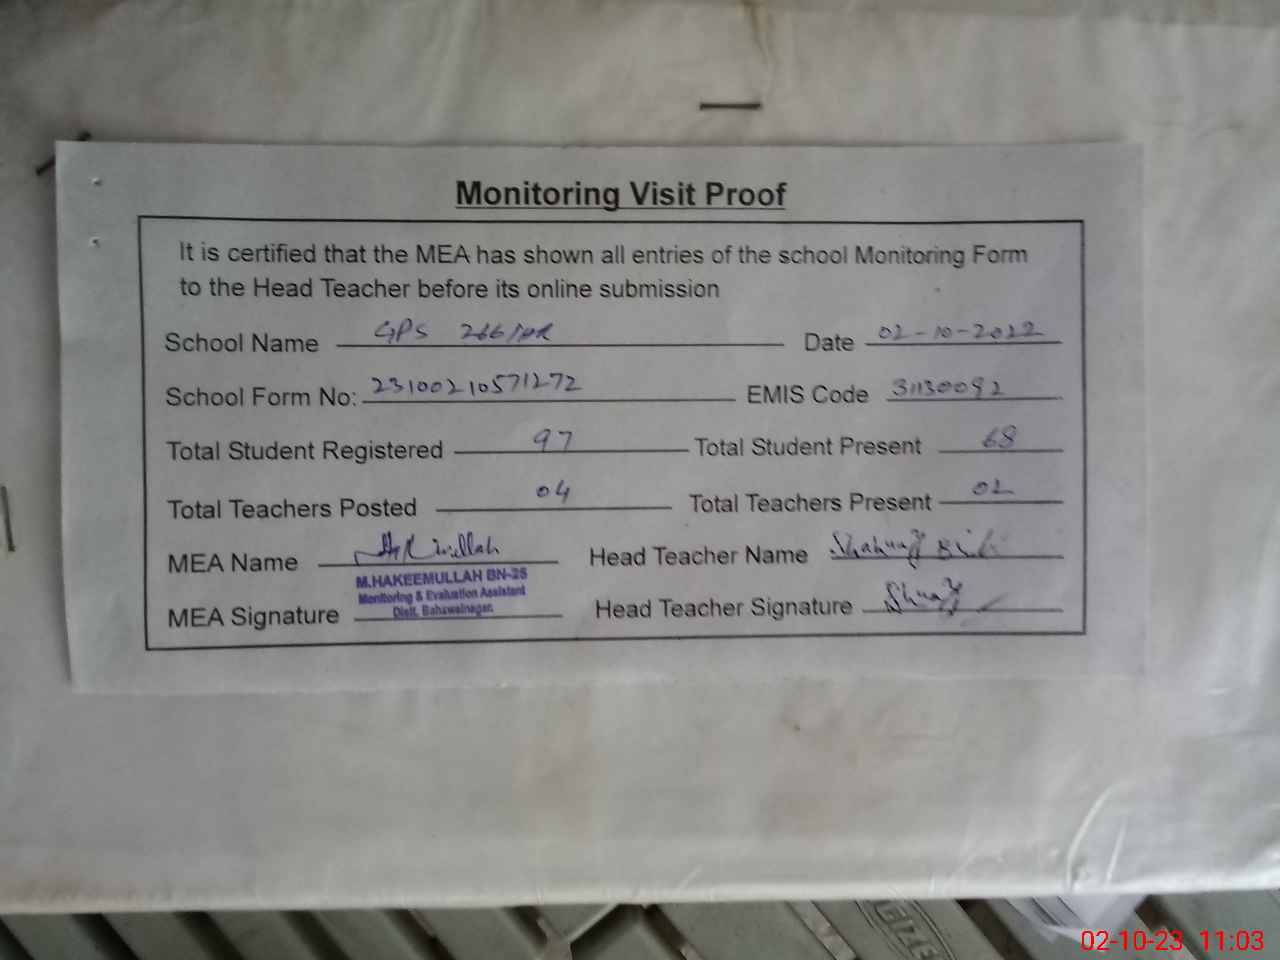 Monitoring Visit Proof
It is certified that the MEA has shown all entries of the school Monitoring Form
to the Head Teacher before its online submission
School Name GPS 266/HR Date 02-10-2022
School Form No: 23100210571272 EMIS Code 31130092
Total Student Registered 97 Total Student Present 68
Total Teachers Posted 04 Total Teachers Present 02
MEA Name Head Teacher Name
M.HAKEEMULLAH BN-25
Monitoring & Evaluation Assistant
Distt. Bahawalnagar.
MEA Signature Head Teacher Signature
02-10-23 11:03